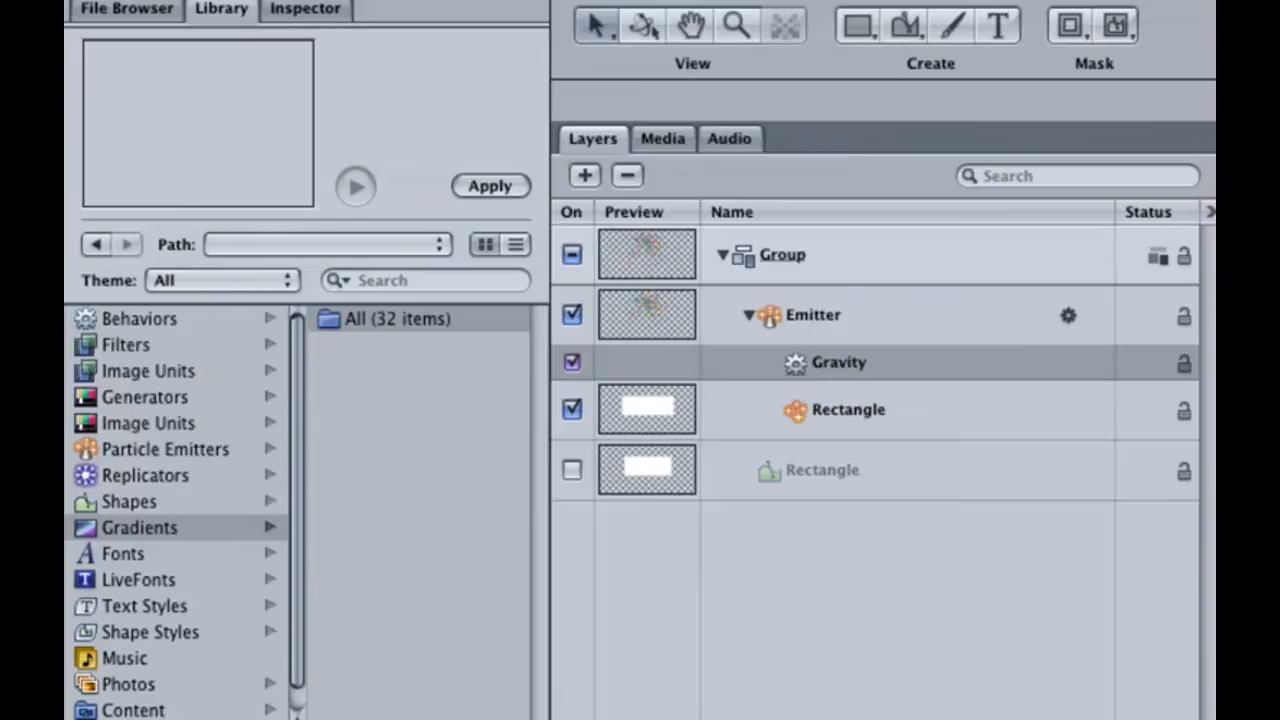 File Browser Library Inspector
View Create Mask
Layers Media Audio
Apply
Search
On Preview Name Status
Path:
Theme: All Search
Group
Behaviors All (32 items)
Emitter
Filters
Image Units
Gravity
Generators
Rectangle
Image Units
Particle Emitters
Replicators
Rectangle
Shapes
Gradients
Fonts
LiveFonts
Text Styles
Shape Styles
Music
Photos
Content